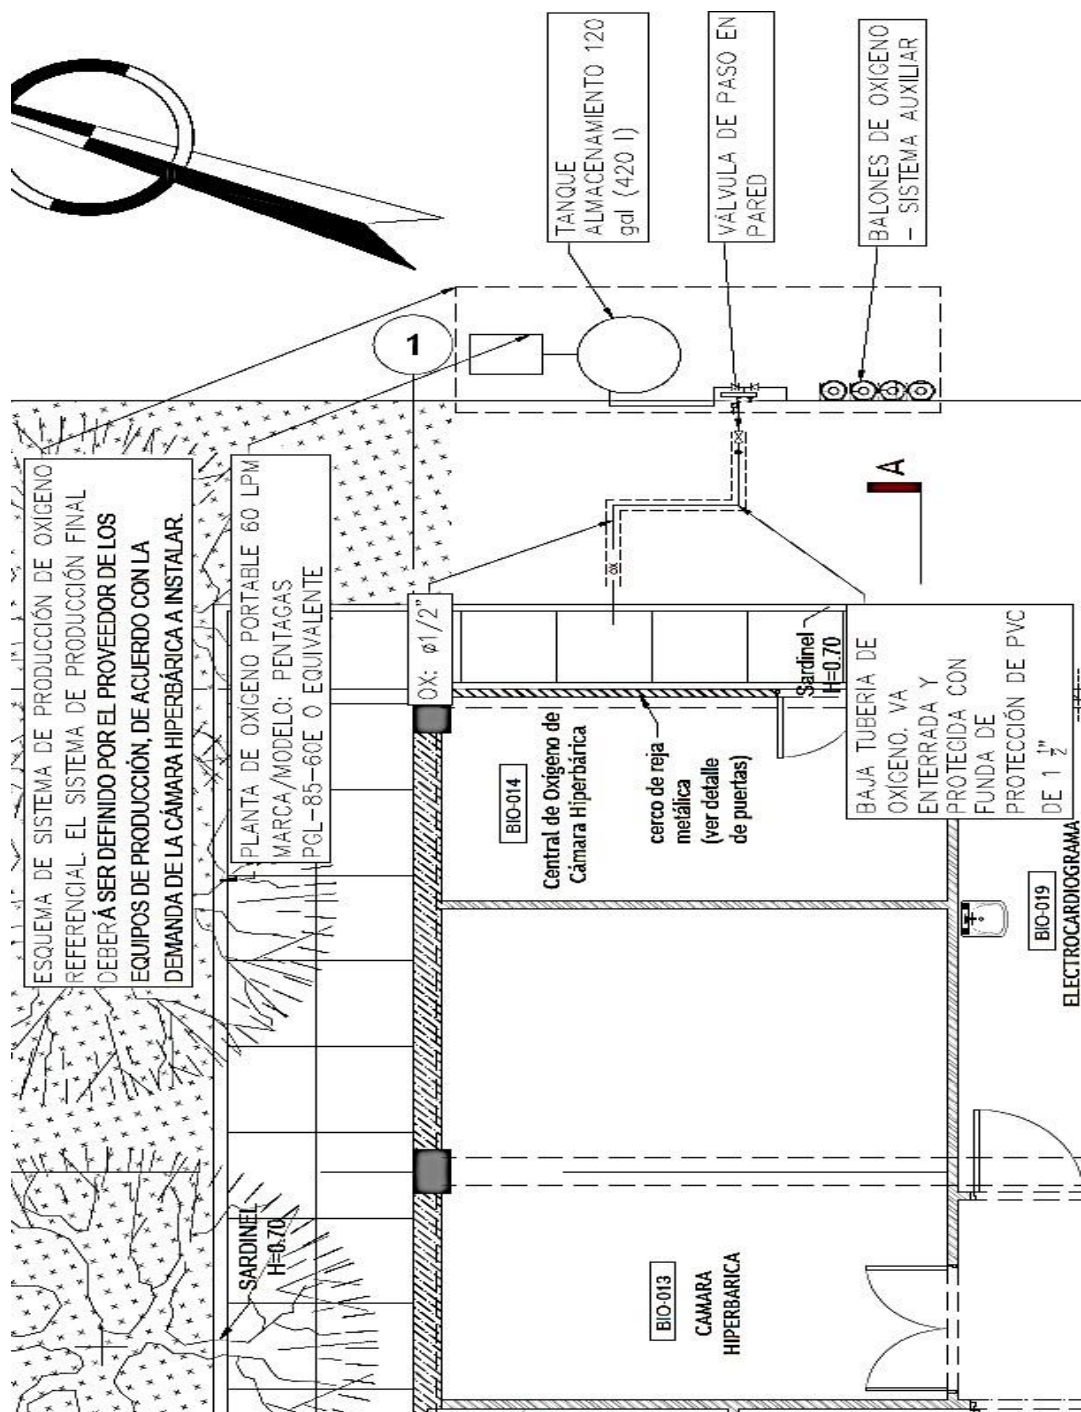 TANQUE
ALMACENAMIENTO 120
gal (420 l)
VÁLVULA DE PASO EN
PARED
BALONES DE OXÍGENO
- SISTEMA AUXILIAR
1
ESQUEMA DE SISTEMA DE PRODUCCIÓN DE OXÍGENO
REFERENCIAL. EL SISTEMA DE PRODUCCIÓN FINAL
DEBERÁ SER DEFINIDO POR EL PROVEEDOR DE LOS
EQUIPOS DE PRODUCCIÓN, DE ACUERDO CON LA
DEMANDA DE LA CÁMARA HIPERBÁRICA A INSTALAR.
PLANTA DE OXÍGENO PORTABLE 60 LPM
MARCA/MODELO: PENTAGAS
PGL-85-60E O EQUIVALENTE
OX: ø1/2"
OX
A
Sardinel
H=0.70
BAJA TUBERIA DE
OXÍGENO. VA
ENTERRADA Y
PROTEGIDA CON
FUNDA DE
PROTECCIÓN DE PVC
DE 1 1/2"
BIO-014
Central de Oxígeno de
Cámara Hiperbárica
cerco de reja
metálica
(ver detalle
de puertas)
BIO-019
ELECTROCARDIOGRAMA
SARDINEL
H=0.70
BIO-013
CAMARA
HIPERBARICA